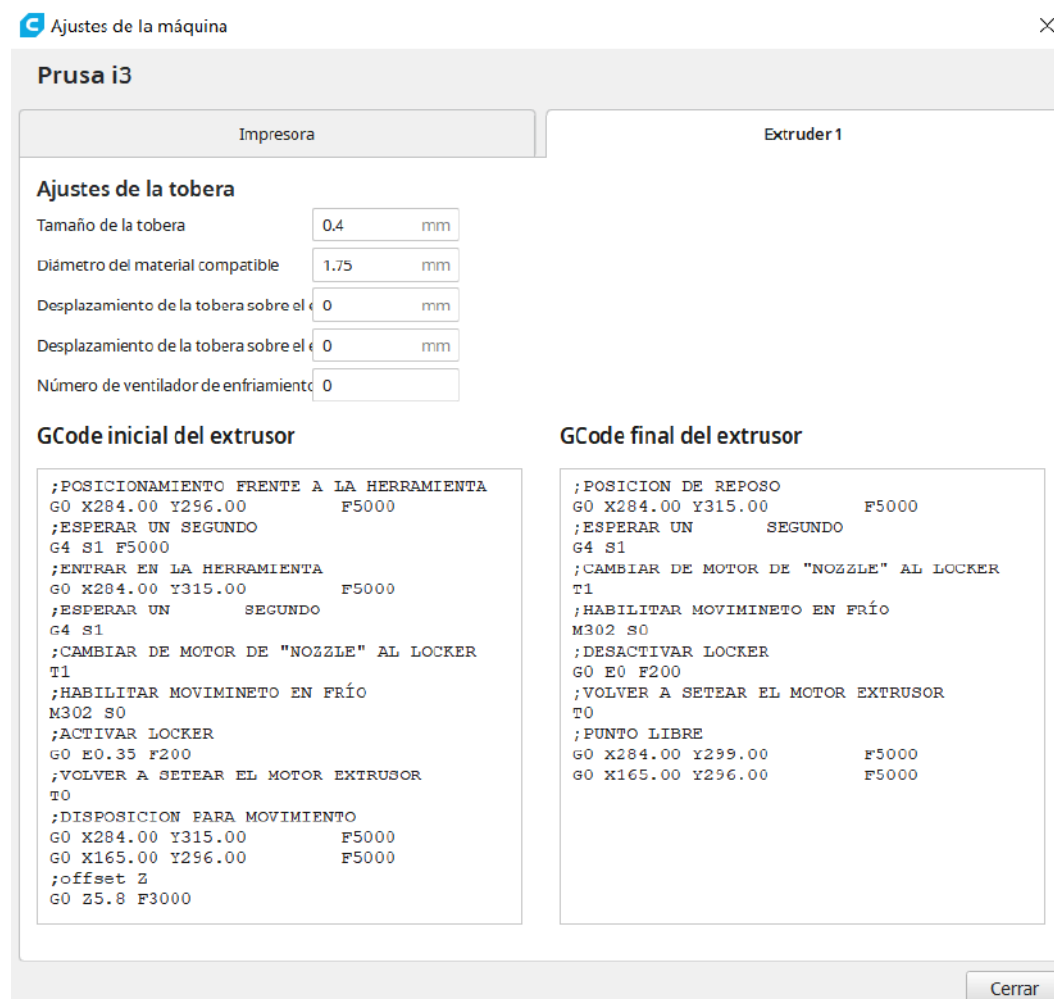 Ajustes de la máquina
Prusa i3
Impresora
Extruder 1
Ajustes de la tobera
Tamaño de la tobera 0.4 mm
Diámetro del material compatible 1.75 mm
Desplazamiento de la tobera sobre el 0 mm
Desplazamiento de la tobera sobre el 0 mm
Número de ventilador de enfriamiento 0
GCode inicial del extrusor
;POSICIONAMIENTO FRENTE A LA HERRAMIENTA
G0 X284.00 Y296.00 F5000
;ESPERAR UN SEGUNDO
G4 S1 F5000
;ENTRAR EN LA HERRAMIENTA
G0 X284.00 Y315.00 F5000
;ESPERAR UN SEGUNDO
G4 S1
;CAMBIAR DE MOTOR DE "NOZZLE" AL LOCKER
T1
;HABILITAR MOVIMINETO EN FRÍO
M302 S0
;ACTIVAR LOCKER
G0 E0.35 F200
;VOLVER A SETEAR EL MOTOR EXTRUSOR
T0
;DISPOSICION PARA MOVIMIENTO
G0 X284.00 Y315.00 F5000
G0 X165.00 Y296.00 F5000
;offset Z
G0 Z5.8 F3000
GCode final del extrusor
;POSICION DE REPOSO
G0 X284.00 Y315.00 F5000
;ESPERAR UN SEGUNDO
G4 S1
;CAMBIAR DE MOTOR DE "NOZZLE" AL LOCKER
T1
;HABILITAR MOVIMINETO EN FRÍO
M302 S0
;DESACTIVAR LOCKER
G0 E0 F200
;VOLVER A SETEAR EL MOTOR EXTRUSOR
T0
;PUNTO LIBRE
G0 X284.00 Y299.00 F5000
G0 X165.00 Y296.00 F5000
Cerrar